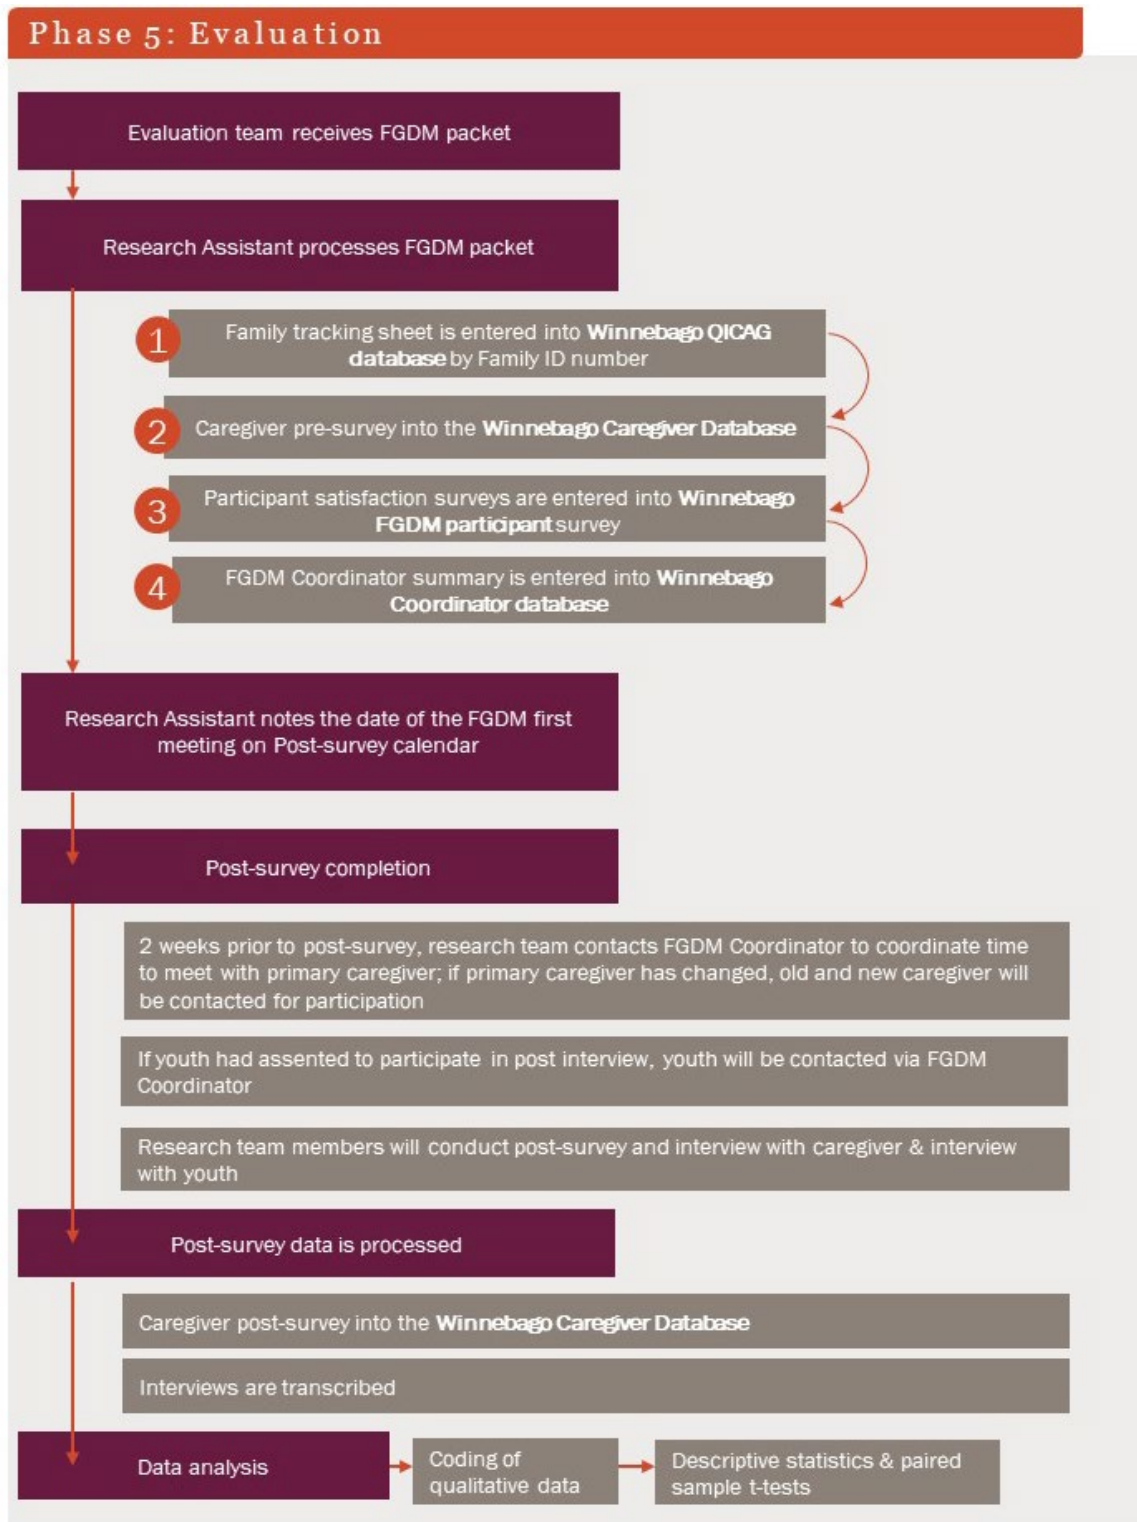 Phase 5: Evaluation
Evaluation team receives FGDM packet
Research Assistant processes FGDM packet
1
Family tracking sheet is entered into Winnebago QICAG
database by Family ID number
2
Caregiver pre-survey into the Winnebago Caregiver Database
3
Participant satisfaction surveys are entered into Winnebago
FGDM participant survey
4
FGDM Coordinator summary is entered into Winnebago
Coordinator database
Research Assistant notes the date of the FGDM first
meeting on Post-survey calendar
Post-survey completion
2 weeks prior to post-survey, research team contacts FGDM Coordinator to coordinate time
to meet with primary caregiver; if primary caregiver has changed, old and new caregiver will
be contacted for participation
If youth had assented to participate in post interview, youth will be contacted via FGDM
Coordinator
Research team members will conduct post-survey and interview with caregiver & interview
with youth
Post-survey data is processed
Caregiver post-survey into the Winnebago Caregiver Database
Interviews are transcribed
Data analysis
Coding of
qualitative data
Descriptive statistics & paired
sample t-tests